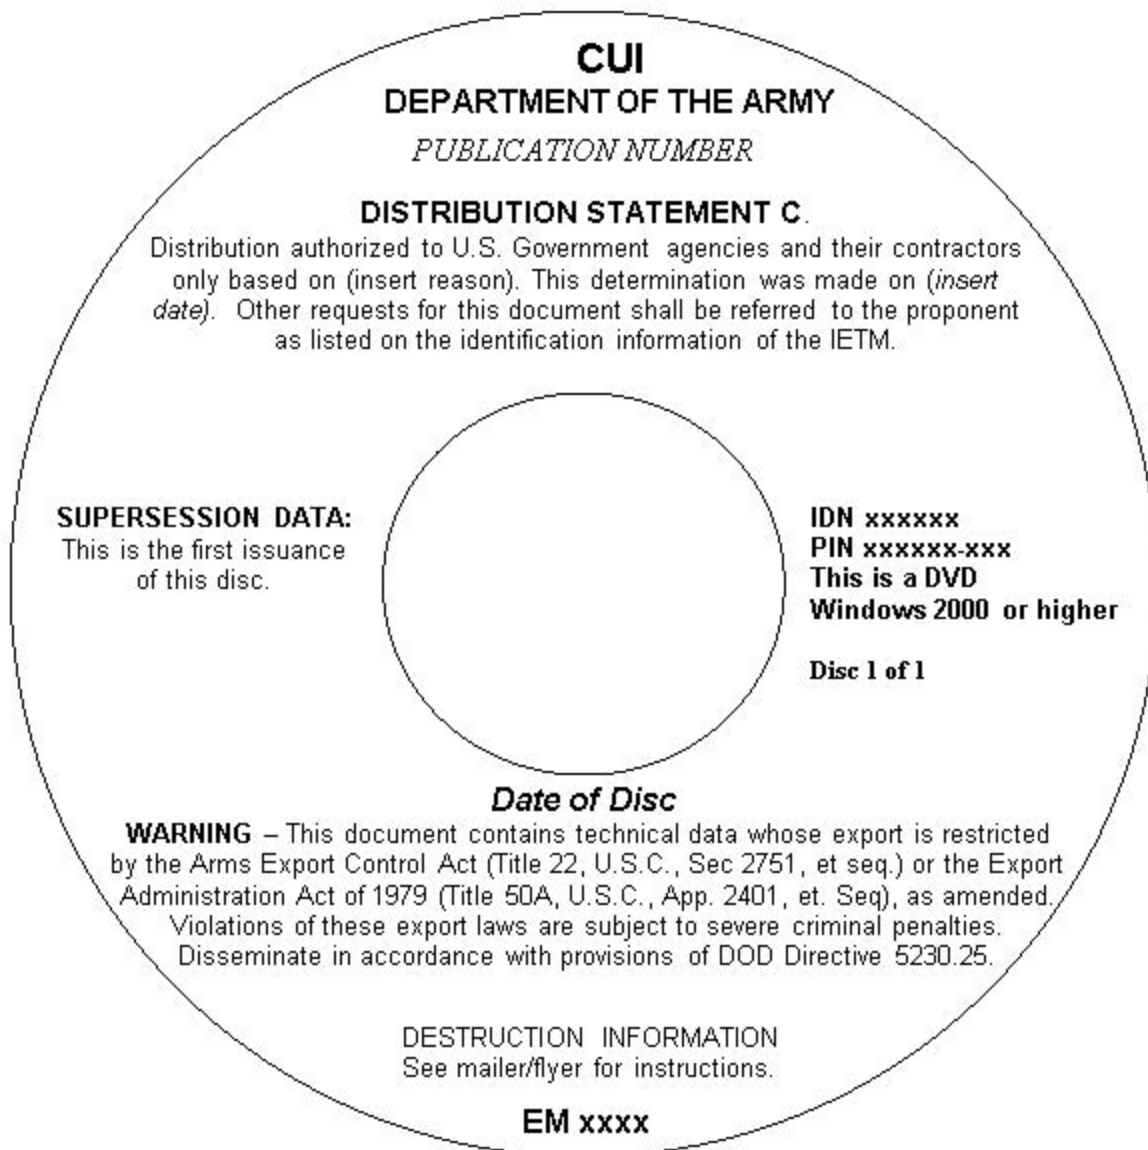 CUI
DEPARTMENT OF THE ARMY
PUBLICATION NUMBER
DISTRIBUTION STATEMENT C.
Distribution authorized to U.S. Government agencies and their contractors
only based on (insert reason). This determination was made on (insert
date). Other requests for this document shall be referred to the proponent
as listed on the identification information of the IETM.
SUPERSESSION DATA:
This is the first issuance
of this disc.
IDN xxxxxx
PIN xxxxxx-xxx
This is a DVD
Windows 2000 or higher
Disc 1 of 1
Date of Disc
WARNING – This document contains technical data whose export is restricted
by the Arms Export Control Act (Title 22, U.S.C., Sec 2751, et seq.) or the Export
Administration Act of 1979 (Title 50A, U.S.C., App. 2401, et. Seq), as amended.
Violations of these export laws are subject to severe criminal penalties.
Disseminate in accordance with provisions of DOD Directive 5230.25.
DESTRUCTION INFORMATION
See mailer/flyer for instructions.
EM xxxx